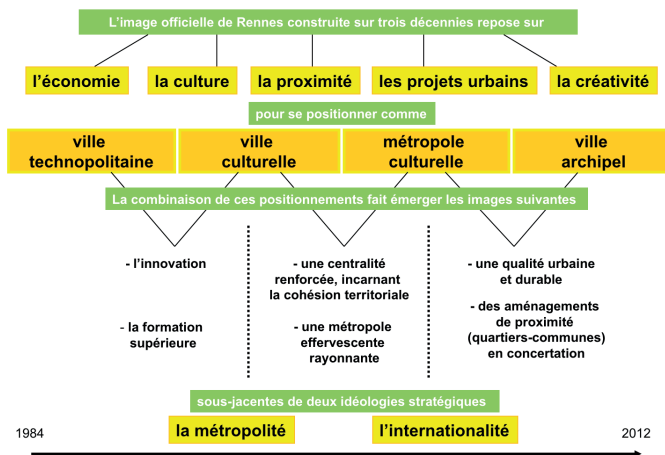 L'image officielle de Rennes construite sur trois décennies repose sur
l'économie
la culture
la proximité
les projets urbains
la créativité
pour se positionner comme
ville
technopolitaine
ville
culturelle
métropole
culturelle
ville
archipel
La combinaison de ces positionnements fait émerger les images suivantes
- l'innovation
- la formation
supérieure
- une centralité
renforcée, incarnant
la cohésion territoriale
- une métropole
effervescente
rayonnante
- une qualité urbaine
et durable
- des aménagements
de proximité
(quartiers-communes)
en concertation
sous-jacentes de deux idéologies stratégiques
la métropolité
l'internationalité
1984
2012